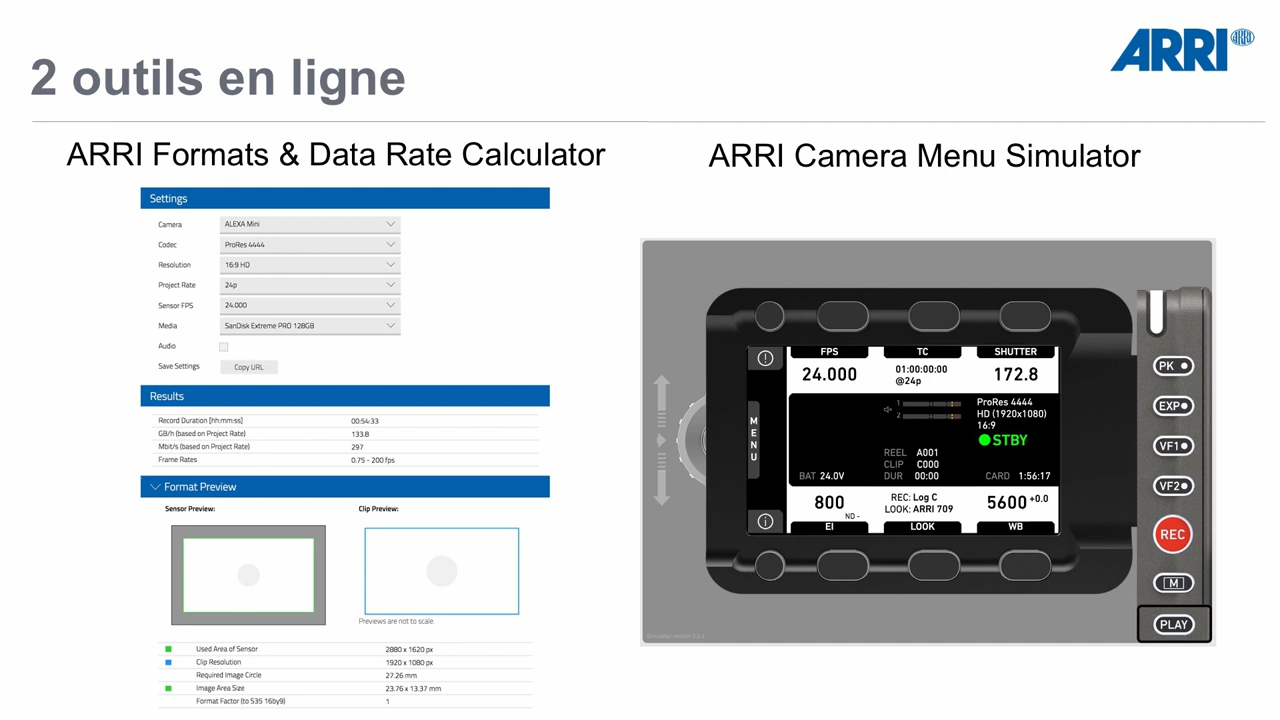 ARRI ARRI
2 outils en ligne
ARRI Formats & Data Rate Calculator
Settings
Camera ALEXA Mini
Codec ProRes 4444
Resolution 16:9 HD
Project Rate 24p
Sensor FPS 24.000
Media SanDisk Extreme PRO 128GB
Audio
Save Settings Copy URL
Results
Record Duration [hh:mm:ss] 00:54:33
GB/h (based on Project Rate) 133.8
Mbit/s (based on Project Rate) 297
Frame Rates 0.75 - 200 fps
Format Preview
Sensor Preview: Clip Preview:
Previews are not to scale.
Used Area of Sensor 2880 x 1620 px
Clip Resolution 1920 x 1080 px
Required Image Circle 27.26 mm
Image Area Size 23.76 x 13.37 mm
Format Factor (to S35 16by9) 1
ARRI Camera Menu Simulator
FPS TC SHUTTER
24.000 01:00:00:00 172.8
@24p
MENU
1
2
ProRes 4444
HD (1920x1080)
16:9
STBY
REEL A001
CLIP C000
BAT 24.0V DUR 00:00 CARD 1:56:17
800 REC: Log C 5600 +0.0
ND - LOOK: ARRI 709
EI LOOK WB
PK
EXP
VF1
VF2
REC
M
PLAY